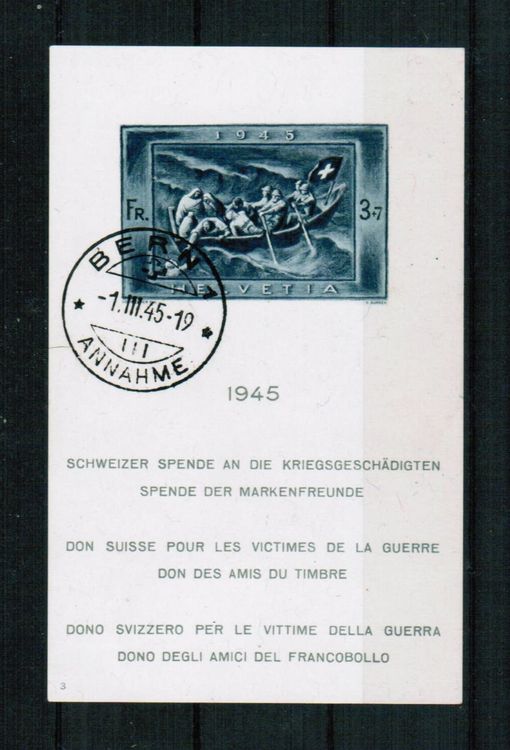 1945
FR. 3+7
HELVETIA
BERN 1
-1.III.45-19
III
ANNAHME
1945
SCHWEIZER SPENDE AN DIE KRIEGSGESCHÄDIGTEN
SPENDE DER MARKENFREUNDE
DON SUISSE POUR LES VICTIMES DE LA GUERRE
DON DES AMIS DU TIMBRE
DONO SVIZZERO PER LE VITTIME DELLA GUERRA
DONO DEGLI AMICI DEL FRANCOBOLLO
3